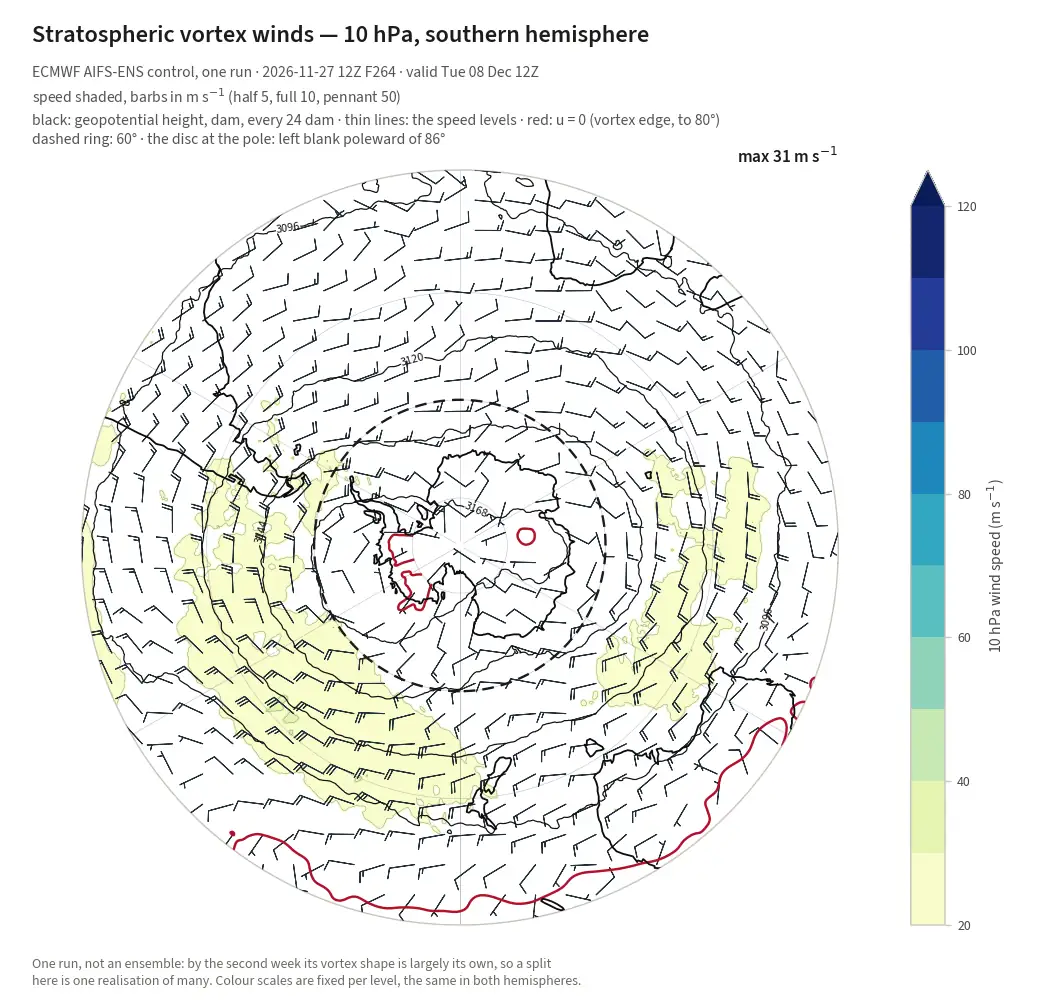 Stratospheric vortex winds — 10 hPa, southern hemisphere
ECMWF AIFS-ENS control, one run · 2026-11-27 12Z F264 · valid Tue 08 Dec 12Z
speed shaded, barbs in m s⁻¹ (half 5, full 10, pennant 50)
black: geopotential height, dam, every 24 dam · thin lines: the speed levels · red: u = 0 (vortex edge, to 80°)
dashed ring: 60° · the disc at the pole: left blank poleward of 86°
max 31 m s⁻¹
3096
3120
3168
3144
3096
120
100
80
60
40
20
10 hPa wind speed (m s⁻¹)
One run, not an ensemble: by the second week its vortex shape is largely its own, so a split
here is one realisation of many. Colour scales are fixed per level, the same in both hemispheres.